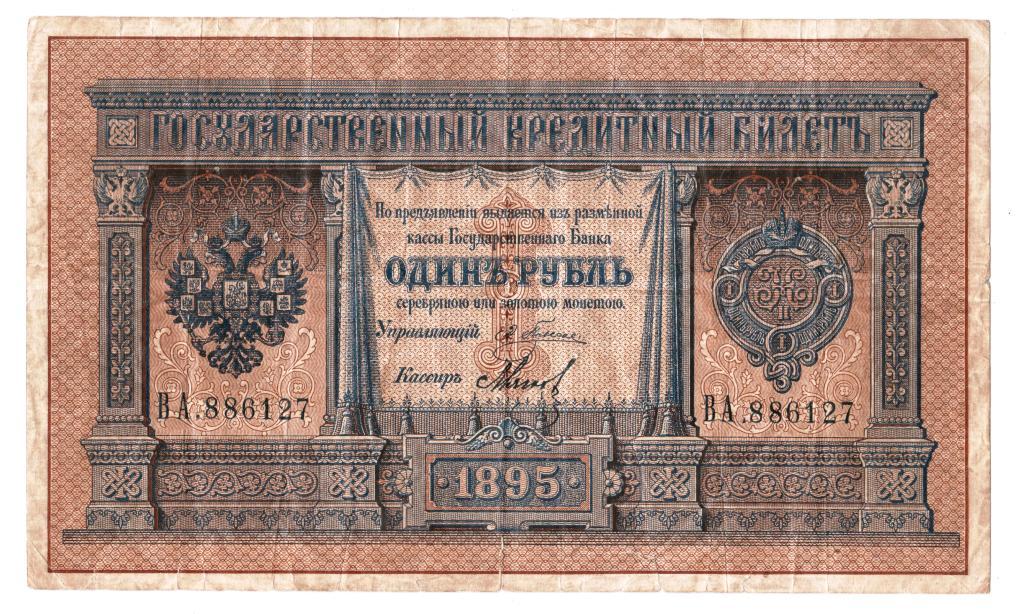 ГОСУДАРСТВЕННЫЙ КРЕДИТНЫЙ БИЛЕТЪ
По предъявленіи выдается изъ размѣнной
кассы Государственнаго Банка
ОДИНЪ РУБЛЬ
серебряною или золотою монетою.
Управляющій
Кассиръ
ВА.886127
ВА.886127
1895